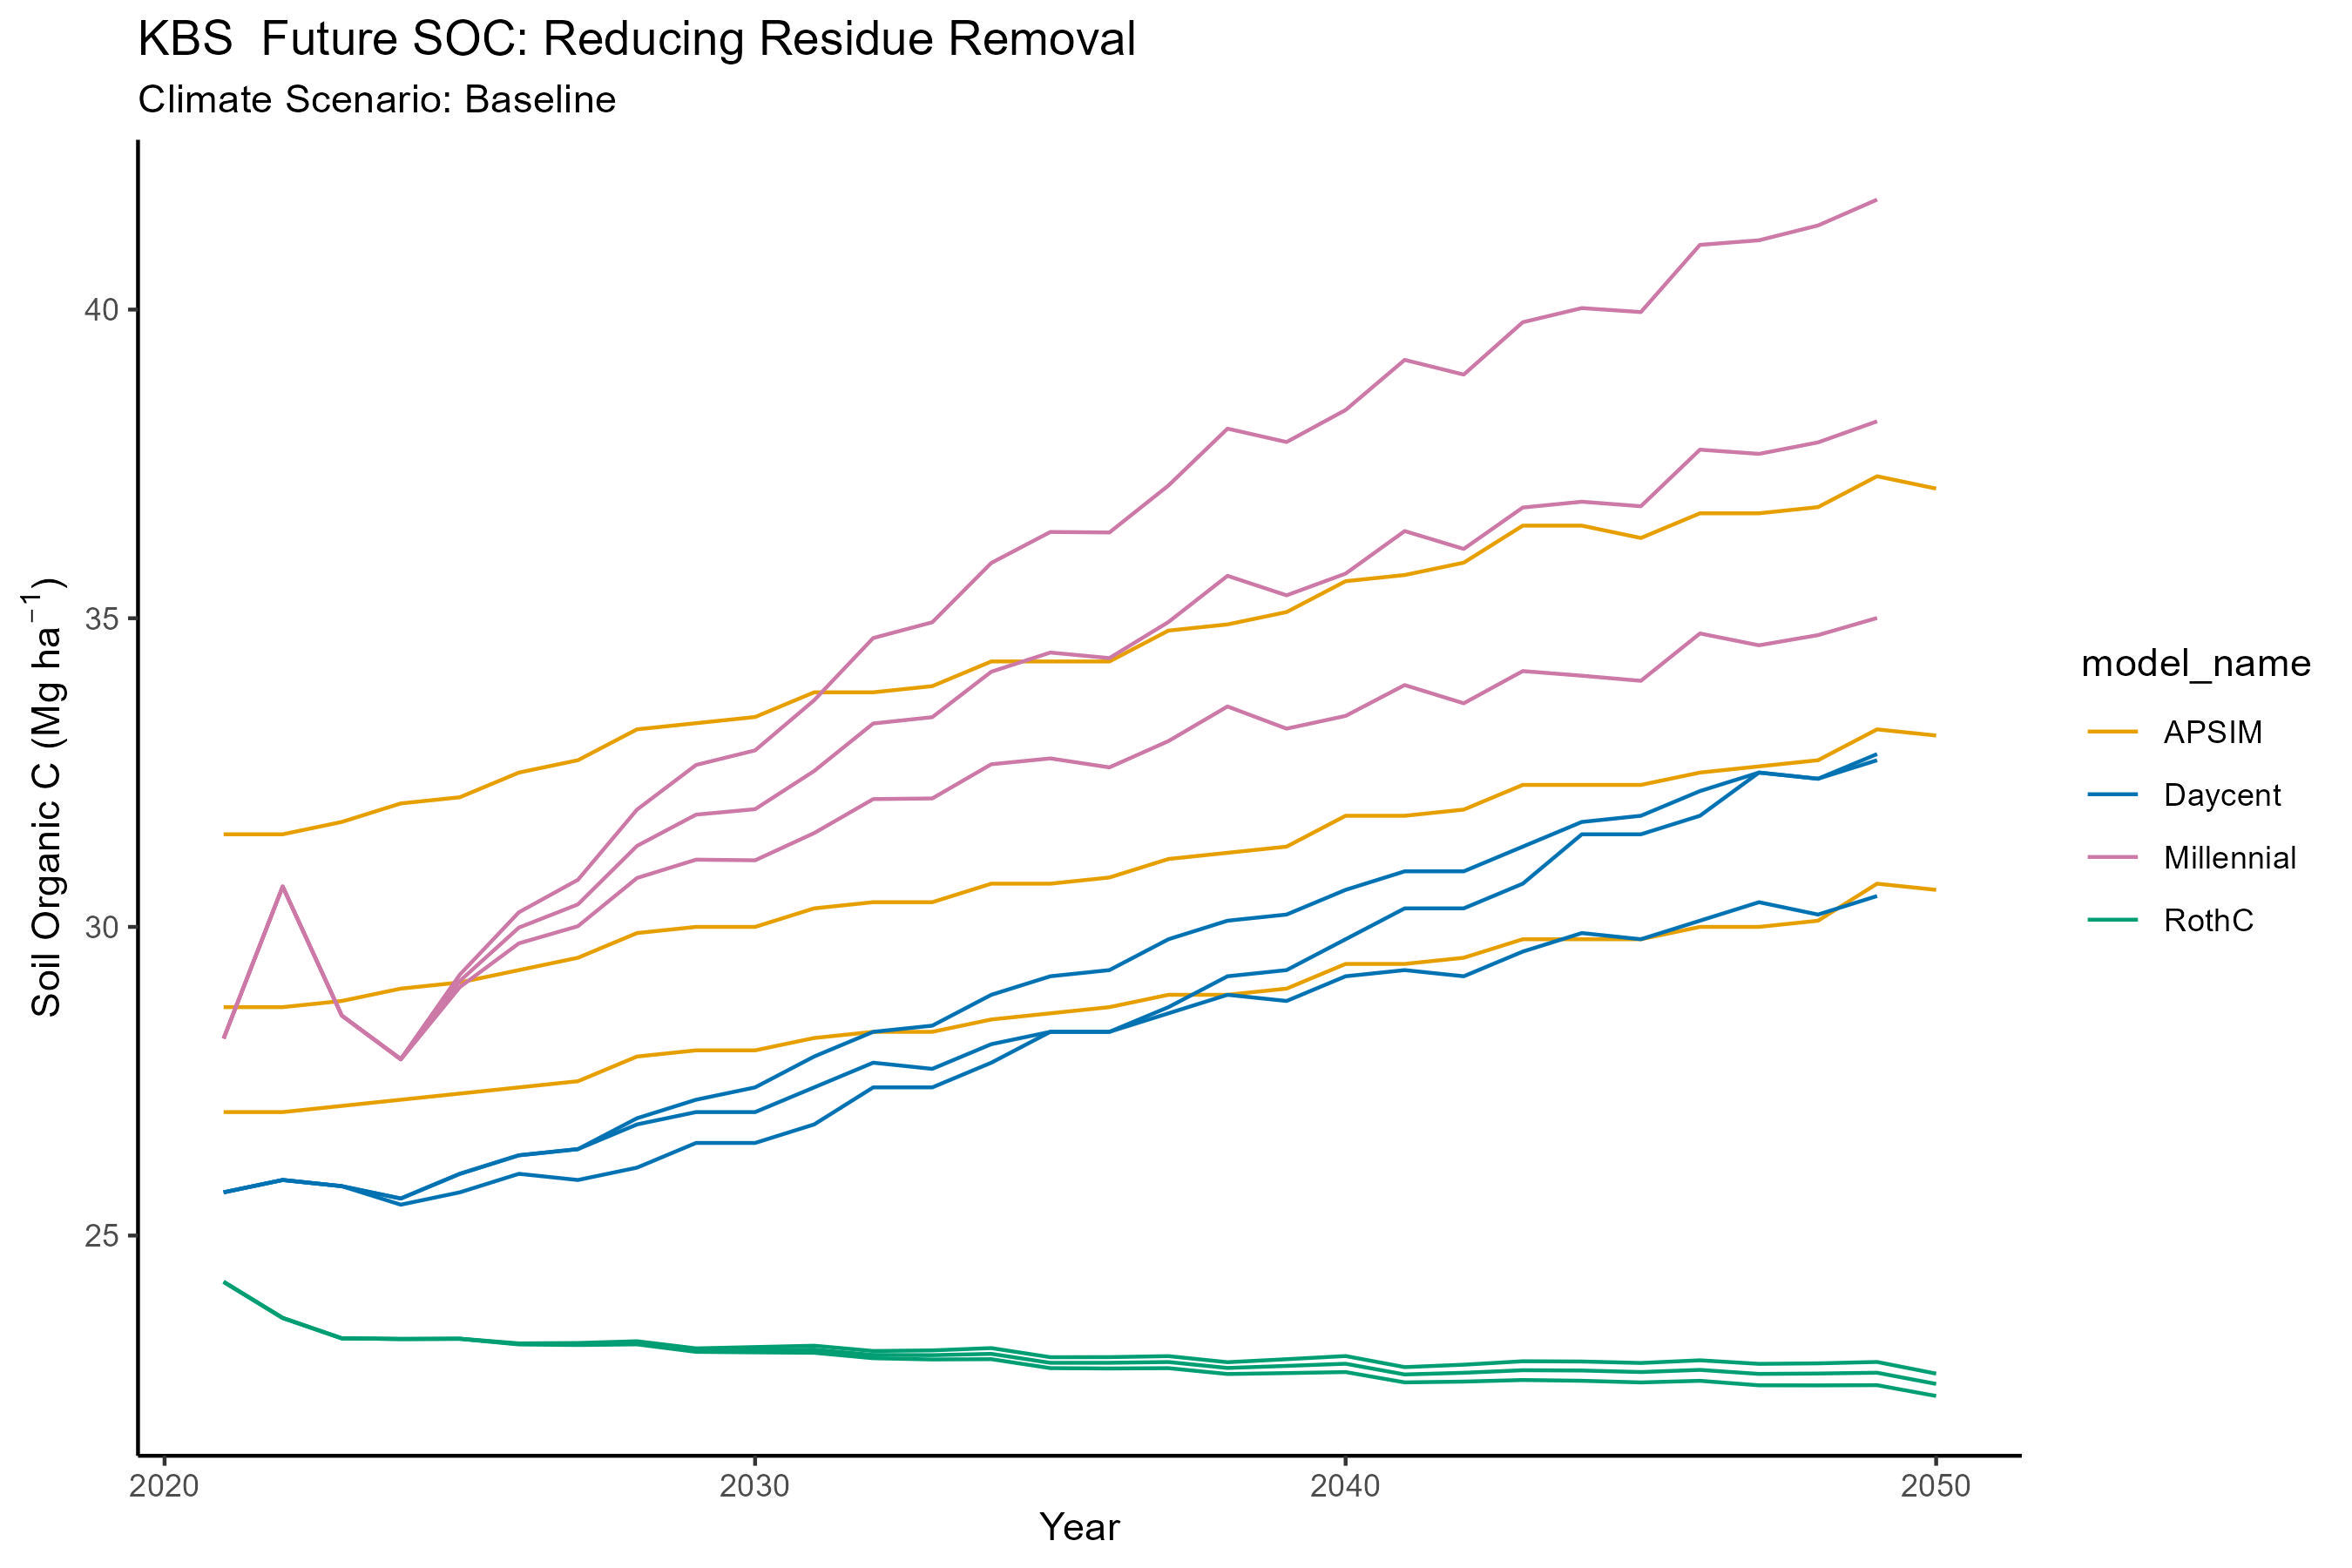 KBS  Future SOC: Reducing Residue Removal
Climate Scenario: Baseline
Soil Organic C (Mg ha⁻¹)
40
35
30
25
2020
2030
2040
2050
Year
model_name
APSIM
Daycent
Millennial
RothC